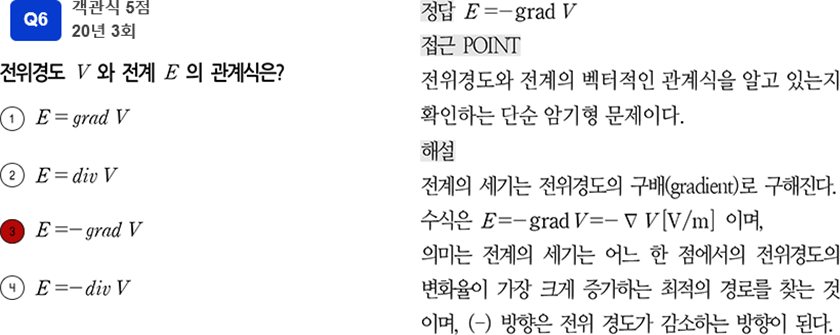 Q6
객관식 5점
20년 3회
전위경도 V 와 전계 E 의 관계식은?
① E = grad V
② E = div V
③ E = - grad V
④ E = - div V
정답 E = - grad V
접근 POINT
전위경도와 전계의 벡터적인 관계식을 알고 있는지
확인하는 단순 암기형 문제이다.
해설
전계의 세기는 전위경도의 구배(gradient)로 구해진다.
수식은 E = - grad V = - ∇ V [V/m] 이며,
의미는 전계의 세기는 어느 한 점에서의 전위경도의
변화율이 가장 크게 증가하는 최적의 경로를 찾는 것
이며, (-) 방향은 전위 경도가 감소하는 방향이 된다.